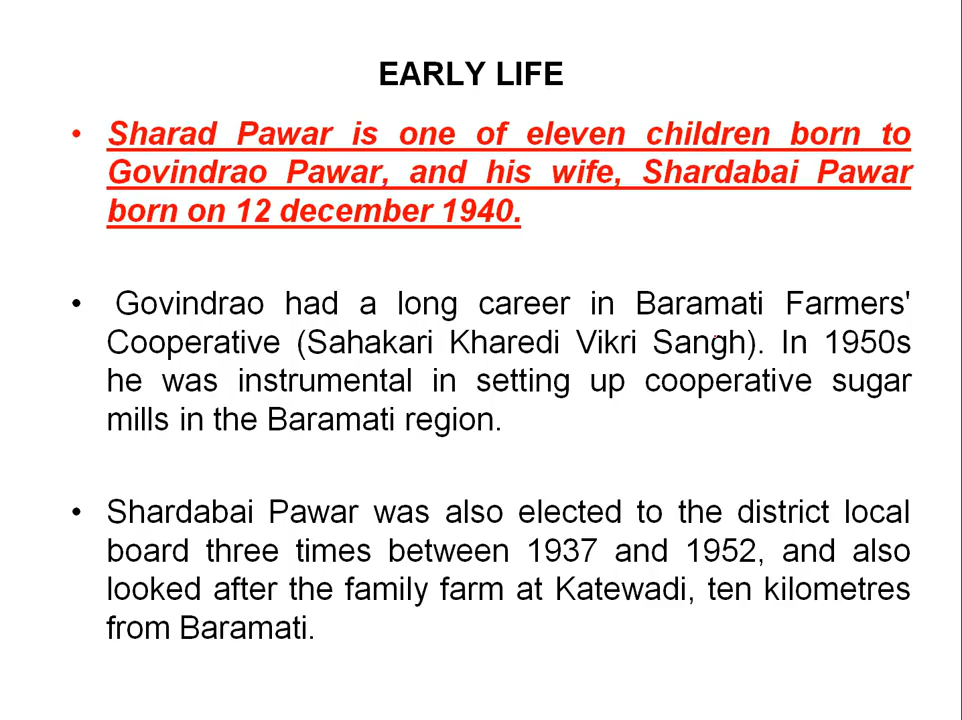 EARLY LIFE
• Sharad Pawar is one of eleven children born to
Govindrao Pawar, and his wife, Shardabai Pawar
born on 12 december 1940.
• Govindrao had a long career in Baramati Farmers'
Cooperative (Sahakari Kharedi Vikri Sangh). In 1950s
he was instrumental in setting up cooperative sugar
mills in the Baramati region.
• Shardabai Pawar was also elected to the district local
board three times between 1937 and 1952, and also
looked after the family farm at Katewadi, ten kilometres
from Baramati.